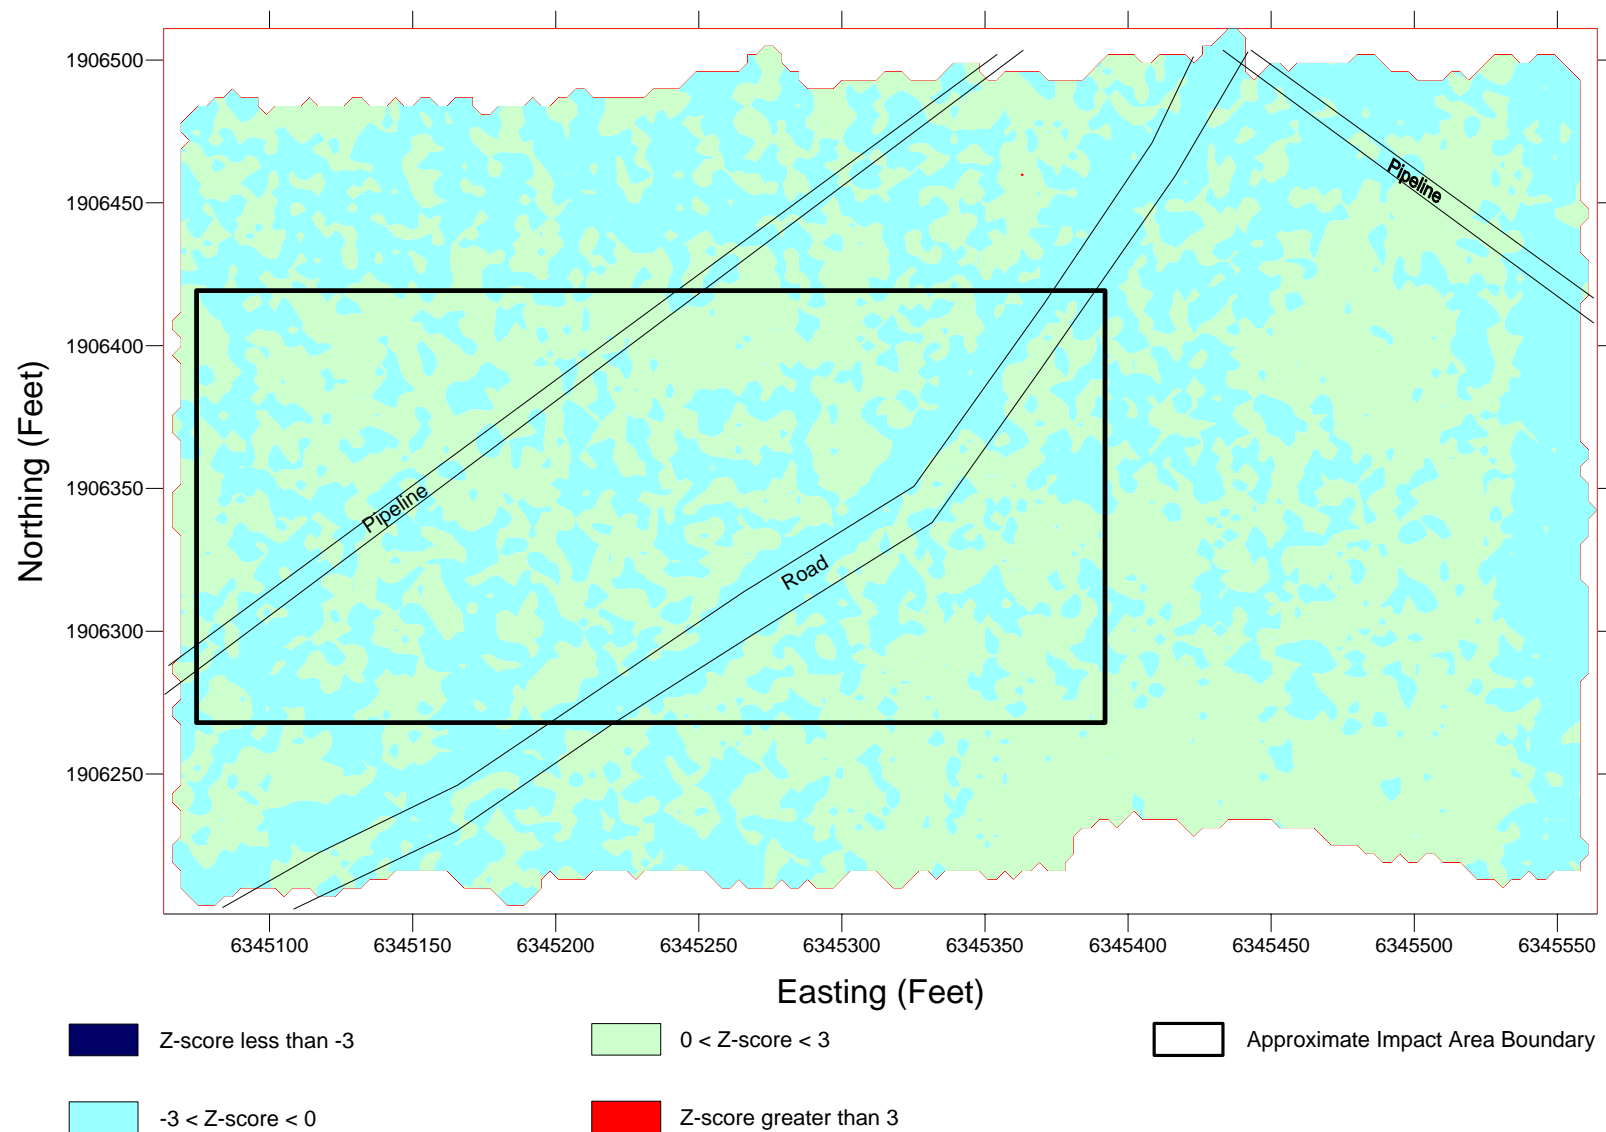 1906500
1906450
1906400
1906350
1906300
1906250
Northing (Feet)
Pipeline
Pipeline
Road
6345100 6345150 6345200 6345250 6345300 6345350 6345400 6345450 6345500 6345550
Easting (Feet)
Z-score less than -3
0 < Z-score < 3
Approximate Impact Area Boundary
-3 < Z-score < 0
Z-score greater than 3